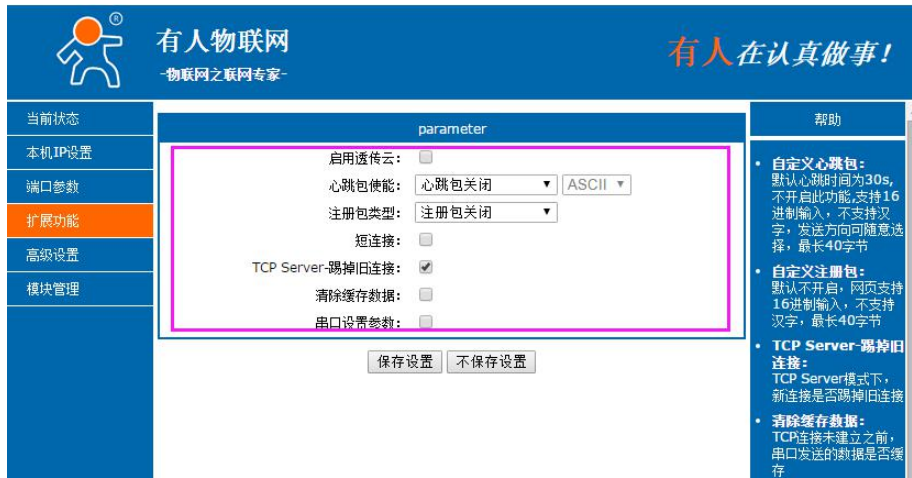 ®
有人物联网
-物联网之联网专家-
有人在认真做事!
当前状态
本机IP设置
端口参数
扩展功能
高级设置
模块管理
parameter
启用透传云:
心跳包使能: 心跳包关闭 ASCII
注册包类型: 注册包关闭
短连接:
TCP Server-踢掉旧连接:
清除缓存数据:
串口设置参数:
保存设置 不保存设置
帮助
• 自定义心跳包:
默认心跳时间为30s,
不开启此功能,支持16
进制输入，不支持汉
字，发送方向可随意选
择，最长40字节
• 自定义注册包:
默认不开启，网页支持
16进制输入，不支持
汉字，最长40字节
• TCP Server-踢掉旧
连接:
TCP Server模式下，
新连接是否踢掉旧连接
• 清除缓存数据:
TCP连接未建立之前，
串口发送的数据是否缓
存